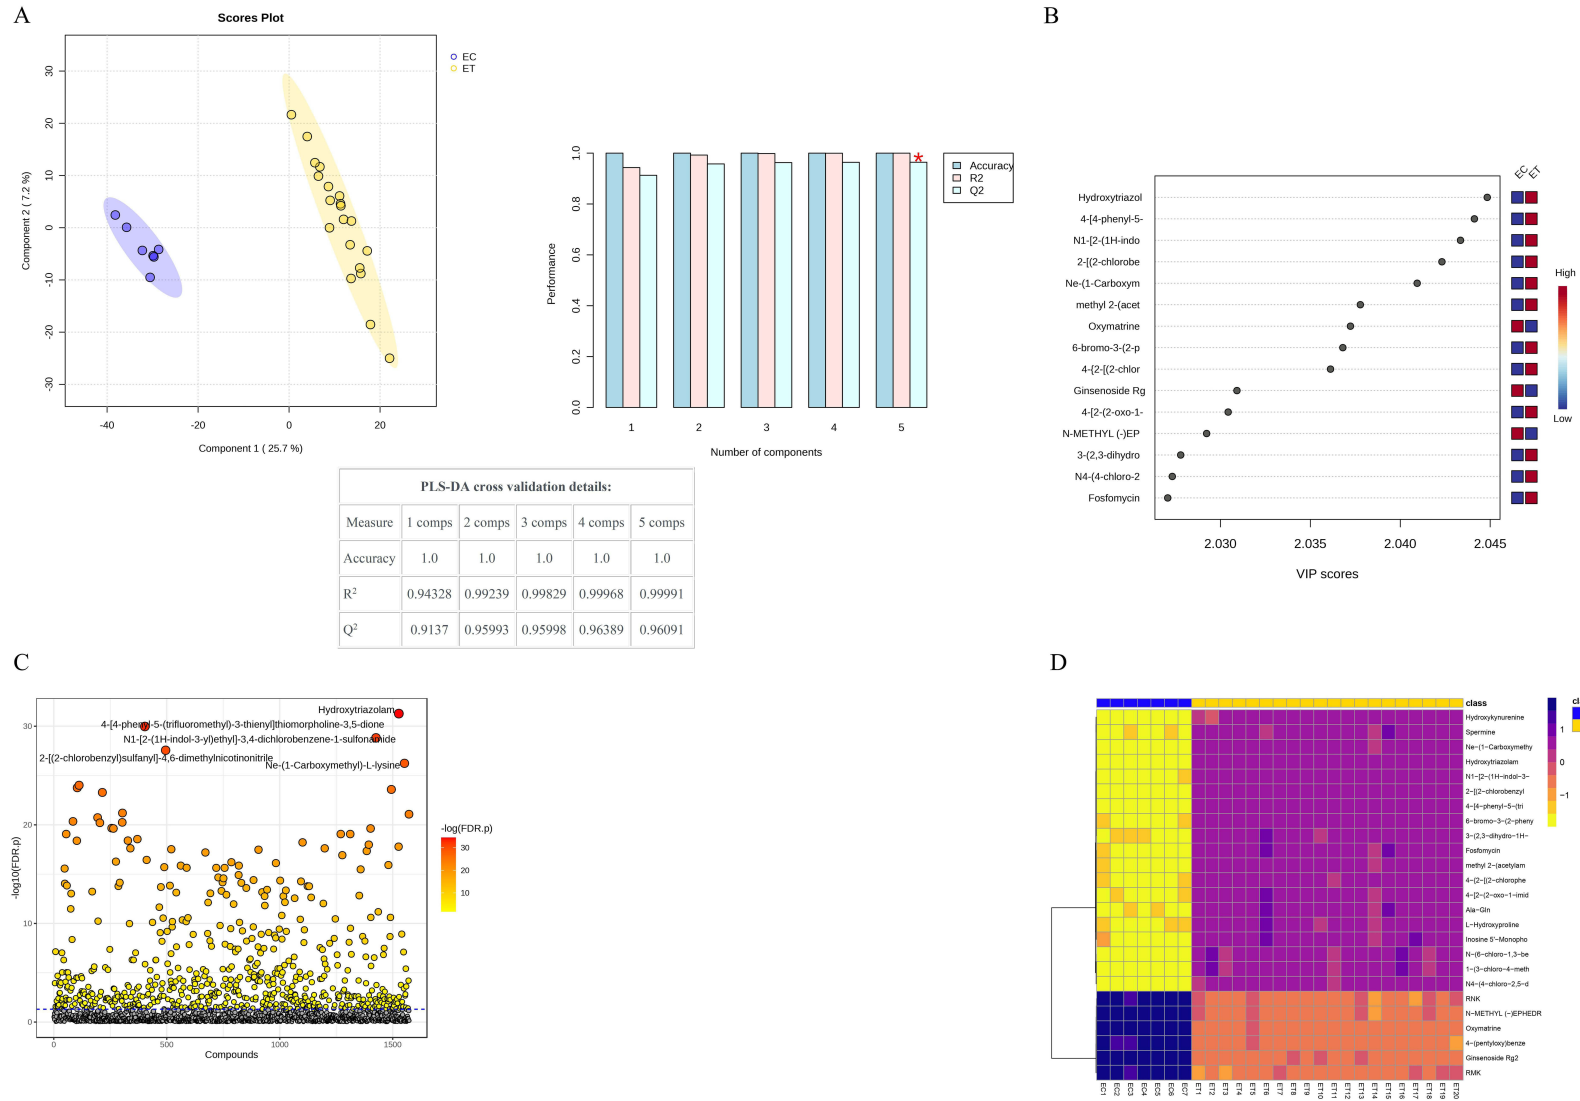 A
Scores Plot
EC
ET
Component 2 ( 7.2 %)
30
20
10
0
-10
-20
-30
-40
-20
0
20
Component 1 ( 25.7 %)
Performance
1.0
0.8
0.6
0.4
0.2
0.0
*
Accuracy
R2
Q2
1 2 3 4 5
Number of components
PLS-DA cross validation details:
Measure 1 comps 2 comps 3 comps 4 comps 5 comps
Accuracy 1.0 1.0 1.0 1.0 1.0
R² 0.94328 0.99239 0.99829 0.99968 0.99991
Q² 0.9137 0.95993 0.95998 0.96389 0.96091
B
EC ET
Hydroxytriazol
4-[4-phenyl-5-
N1-[2-(1H-indo
2-[(2-chlorobe
Ne-(1-Carboxym
methyl 2-(acet
Oxymatrine
6-bromo-3-(2-p
4-{2-[(2-chlor
Ginsenoside Rg
4-[2-(2-oxo-1-
N-METHYL (-)EP
3-(2,3-dihydro
N4-(4-chloro-2
Fosfomycin
2.030 2.035 2.040 2.045
VIP scores
High
Low
C
Hydroxytriazolam
4-[4-phenyl-5-(trifluoromethyl)-3-thienyl]thiomorpholine-3,5-dione
N1-[2-(1H-indol-3-yl)ethyl]-3,4-dichlorobenzene-1-sulfonamide
2-[(2-chlorobenzyl)sulfanyl]-4,6-dimethylnicotinonitrile
Ne-(1-Carboxymethyl)-L-lysine
-log10(FDR.p)
30
20
10
0
0 500 1000 1500
Compounds
-log(FDR.p)
30
20
10
D
class
Hydroxykynurenine
Spermine
Ne-(1-Carboxymethy
Hydroxytriazolam
N1-[2-(1H-indol-3-
2-[(2-chlorobenzyl
4-[4-phenyl-5-(tri
6-bromo-3-(2-pheny
3-(2,3-dihydro-1H-
Fosfomycin
methyl 2-(acetylam
4-{2-[(2-chlorophe
4-[2-(2-oxo-1-imid
Ala-Gln
L-Hydroxyproline
Inosine 5'-Monopho
N-(6-chloro-1,3-be
1-(3-chloro-4-meth
N4-(4-chloro-2,5-d
RNK
N-METHYL (-)EPHEDR
Oxymatrine
4-(pentyloxy)benze
Ginsenoside Rg2
RMK
EC1 EC2 EC3 EC4 EC5 EC6 EC7 ET1 ET2 ET3 ET4 ET5 ET6 ET7 ET8 ET9 ET10 ET11 ET12 ET13 ET14 ET15 ET16 ET17 ET18 ET19 ET20
1
0
-1
cl